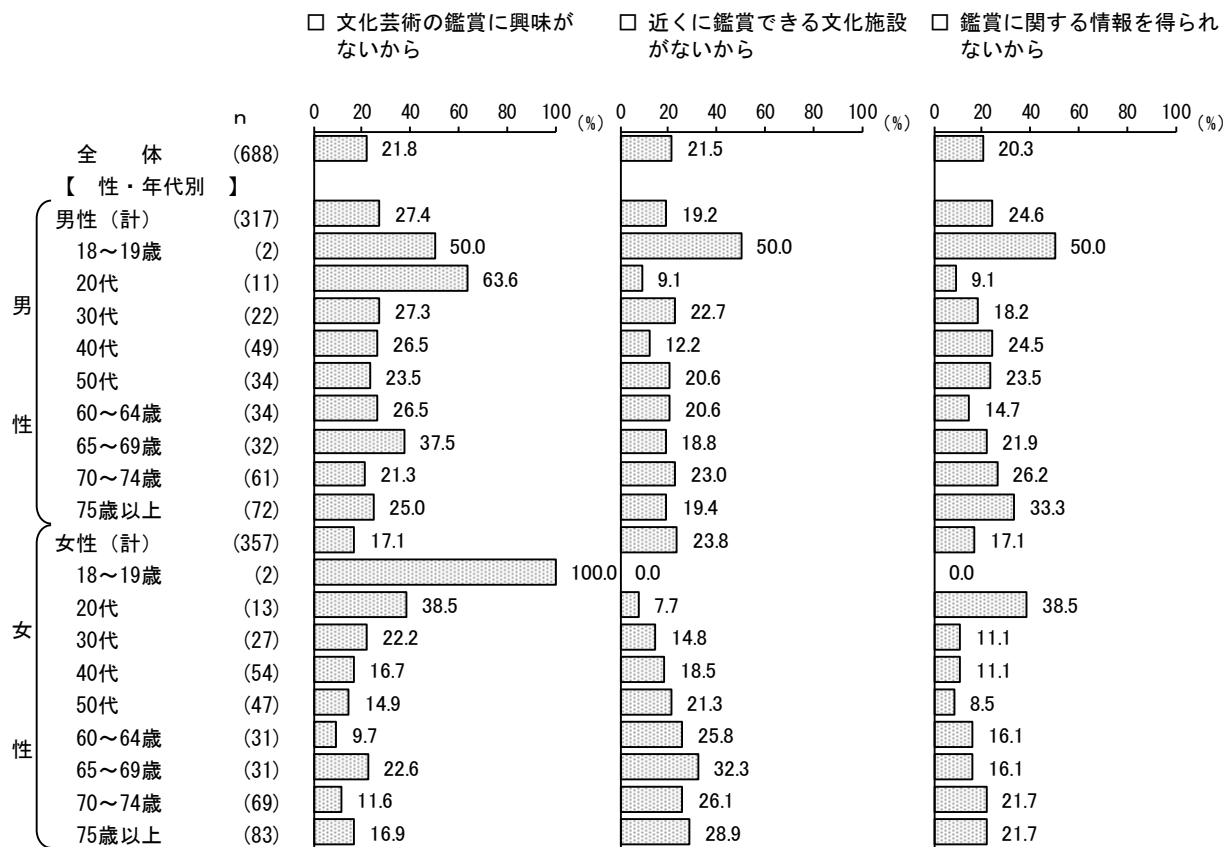 □ 文化芸術の鑑賞に興味が
ないから
□ 近くに鑑賞できる文化施設
がないから
□ 鑑賞に関する情報を得られ
ないから
n
0 20 40 60 80 100 (%)
0 20 40 60 80 100 (%)
0 20 40 60 80 100 (%)
全 体 (688) 21.8 21.5 20.3
【 性・年代別 】
男性(計) (317) 27.4 19.2 24.6
18～19歳 (2) 50.0 50.0 50.0
20代 (11) 63.6 9.1 9.1
男
30代 (22) 27.3 22.7 18.2
40代 (49) 26.5 12.2 24.5
50代 (34) 23.5 20.6 23.5
60～64歳 (34) 26.5 20.6 14.7
性
65～69歳 (32) 37.5 18.8 21.9
70～74歳 (61) 21.3 23.0 26.2
75歳以上 (72) 25.0 19.4 33.3
女性(計) (357) 17.1 23.8 17.1
18～19歳 (2) 100.0 0.0 0.0
20代 (13) 38.5 7.7 38.5
女
30代 (27) 22.2 14.8 11.1
40代 (54) 16.7 18.5 11.1
50代 (47) 14.9 21.3 8.5
60～64歳 (31) 9.7 25.8 16.1
性
65～69歳 (31) 22.6 32.3 16.1
70～74歳 (69) 11.6 26.1 21.7
75歳以上 (83) 16.9 28.9 21.7